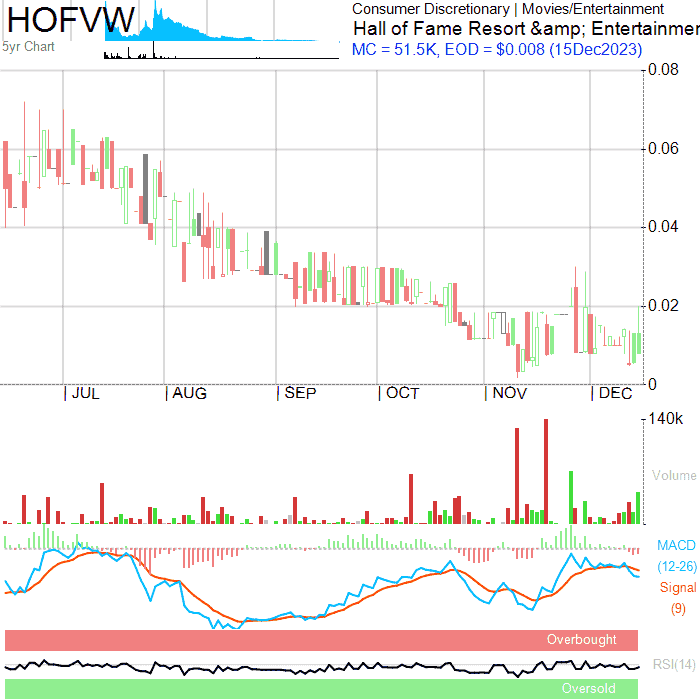 HOFVW
5yr Chart
Consumer Discretionary | Movies/Entertainment
Hall of Fame Resort &amp; Entertainmer
MC = 51.5K, EOD = $0.008 (15Dec2023)
0.08
0.06
0.04
0.02
0
JUL
AUG
SEP
OCT
NOV
DEC
140k
Volume
MACD
(12-26)
Signal
(9)
Overbought
RSI(14)
Oversold